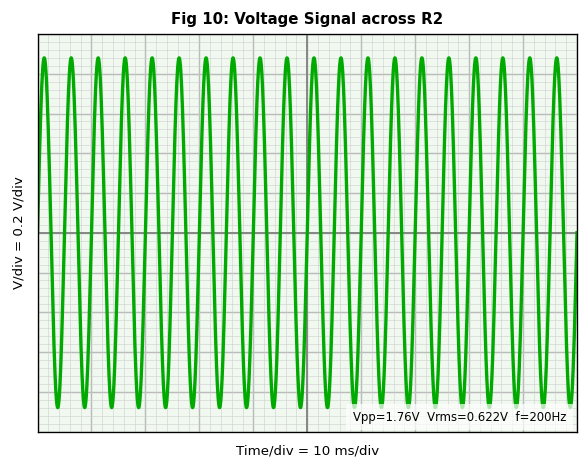 Fig 10: Voltage Signal across R2
V/div = 0.2 V/div
Vpp=1.76V  Vrms=0.622V  f=200Hz
Time/div = 10 ms/div